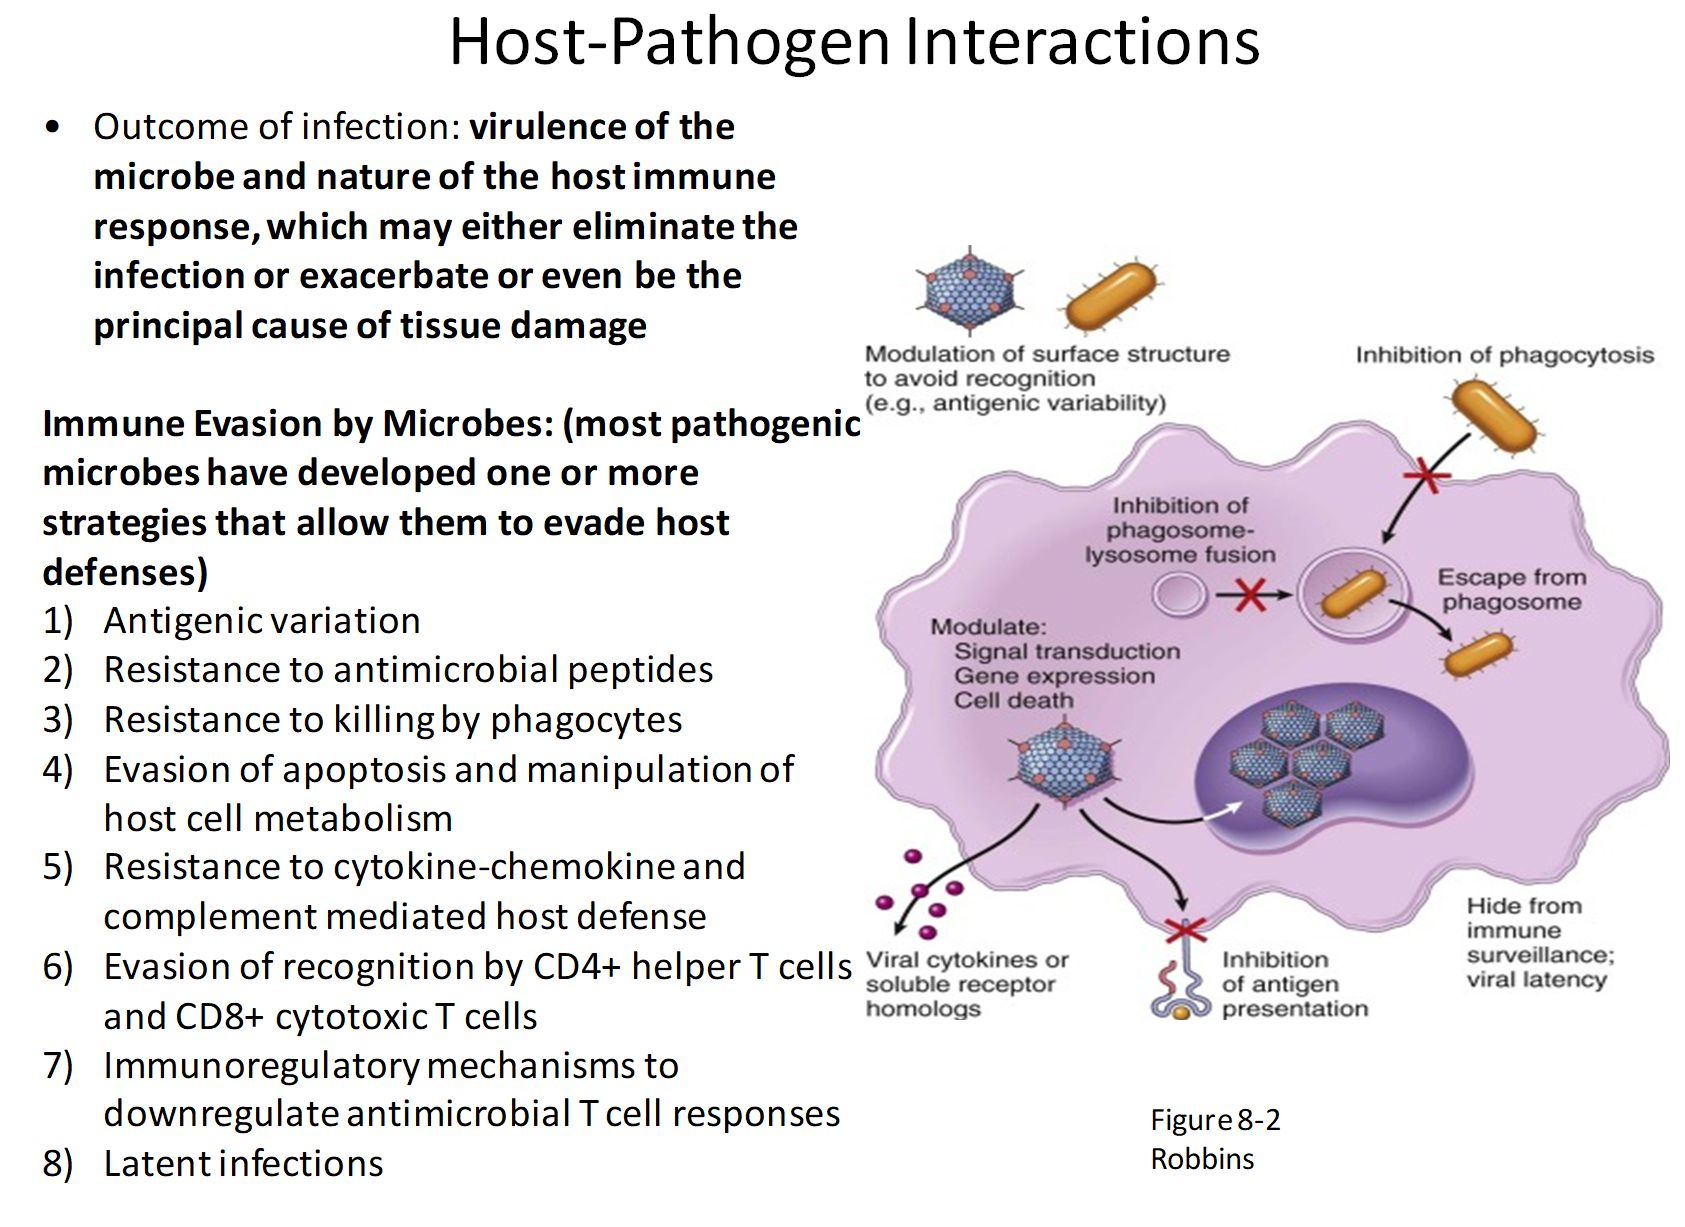 Host-Pathogen Interactions
• Outcome of infection: virulence of the
microbe and nature of the host immune
response, which may either eliminate the
infection or exacerbate or even be the
principal cause of tissue damage
Immune Evasion by Microbes: (most pathogenic
microbes have developed one or more
strategies that allow them to evade host
defenses)
1) Antigenic variation
2) Resistance to antimicrobial peptides
3) Resistance to killing by phagocytes
4) Evasion of apoptosis and manipulation of
host cell metabolism
5) Resistance to cytokine-chemokine and
complement mediated host defense
6) Evasion of recognition by CD4+ helper T cells
and CD8+ cytotoxic T cells
7) Immunoregulatory mechanisms to
downregulate antimicrobial T cell responses
8) Latent infections
Modulation of surface structure
to avoid recognition
(e.g., antigenic variability)
Inhibition of phagocytosis
Inhibition of
phagosome-
lysosome fusion
Escape from
phagosome
Modulate:
Signal transduction
Gene expression
Cell death
Viral cytokines or
soluble receptor
homologs
Inhibition
of antigen
presentation
Hide from
immune
surveillance;
viral latency
Figure 8-2
Robbins